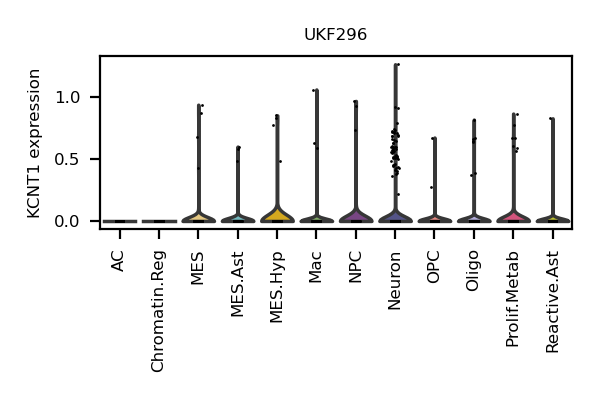 UKF296
KCNT1 expression
1.0
0.5
0.0
AC
Chromatin.Reg
MES
MES.Ast
MES.Hyp
Mac
NPC
Neuron
OPC
Oligo
Prolif.Metab
Reactive.Ast